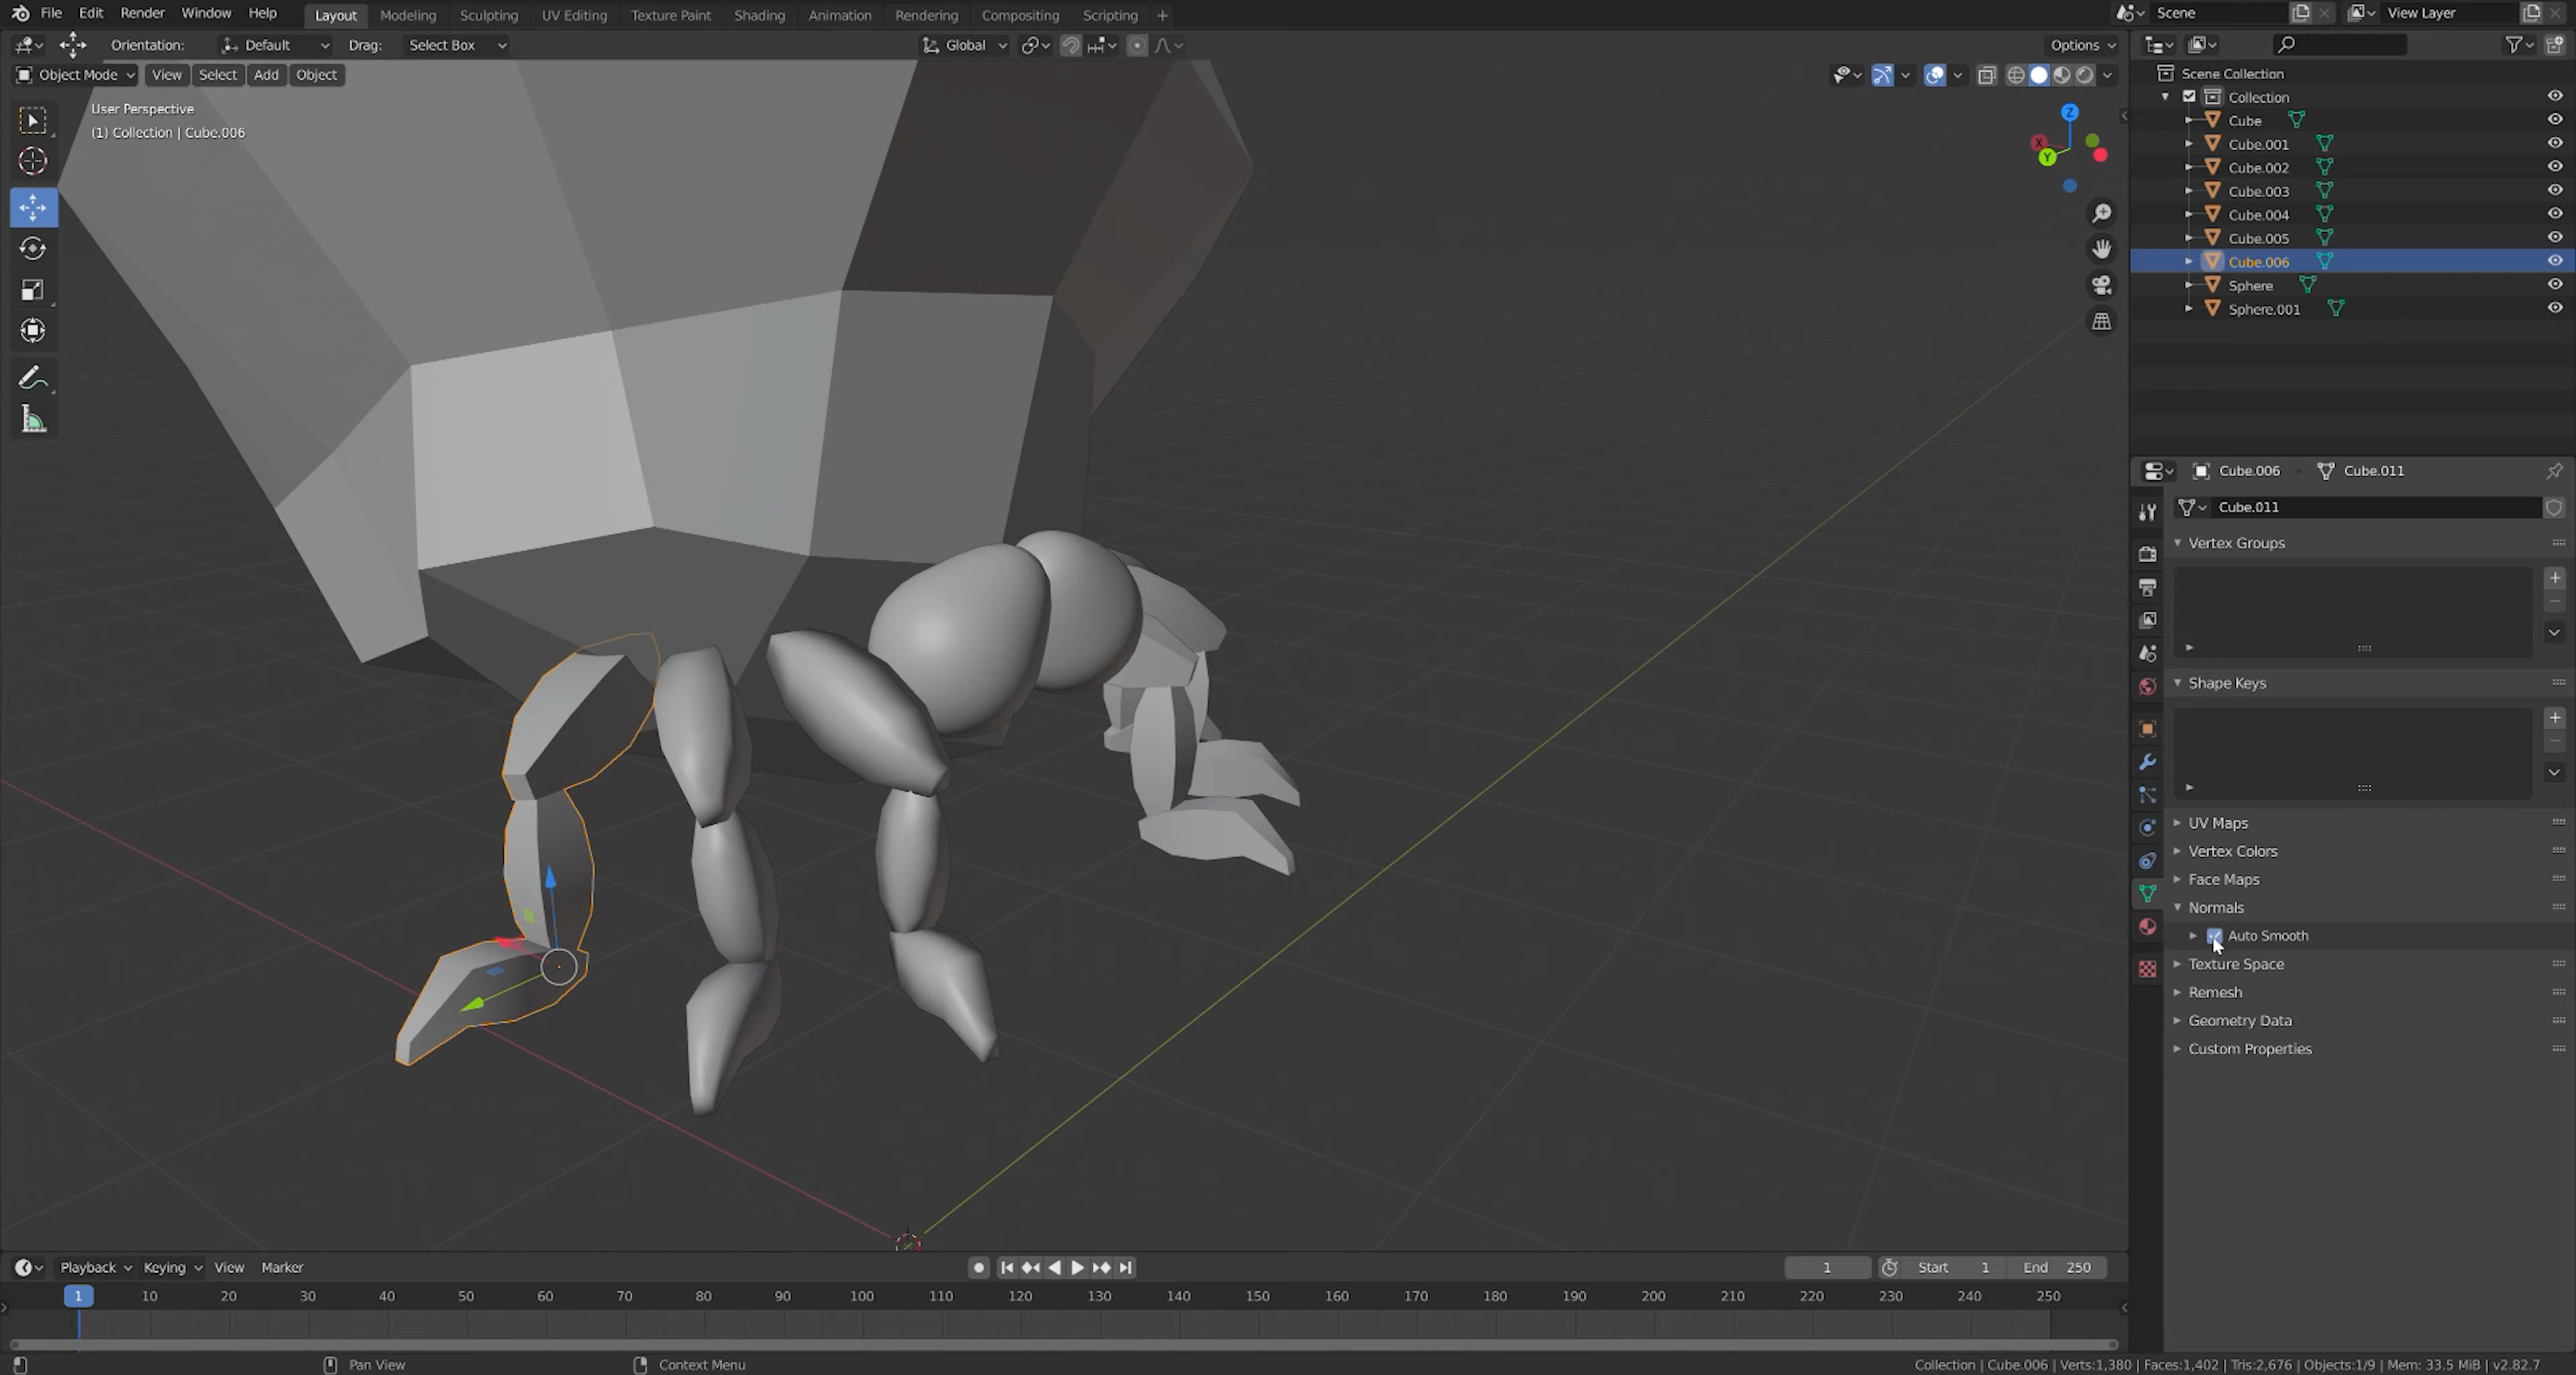 File Edit Render Window Help Layout Modeling Sculpting UV Editing Texture Paint Shading Animation Rendering Compositing Scripting + Scene View Layer
Orientation: Default Drag: Select Box Global Options
Object Mode View Select Add Object
User Perspective
(1) Collection | Cube.006
Z
X
Y
Scene Collection
Collection
Cube
Cube.001
Cube.002
Cube.003
Cube.004
Cube.005
Cube.006
Sphere
Sphere.001
Cube.006 Cube.011
Cube.011
Vertex Groups
Shape Keys
UV Maps
Vertex Colors
Face Maps
Normals
Auto Smooth
Texture Space
Remesh
Geometry Data
Custom Properties
Playback Keying View Marker 1 Start 1 End 250
1 10 20 30 40 50 60 70 80 90 100 110 120 130 140 150 160 170 180 190 200 210 220 230 240 250
Pan View Context Menu Collection | Cube.006 | Verts:1,380 | Faces:1,402 | Tris:2,676 | Objects:1/9 | Mem: 33.5 MiB | v2.82.7